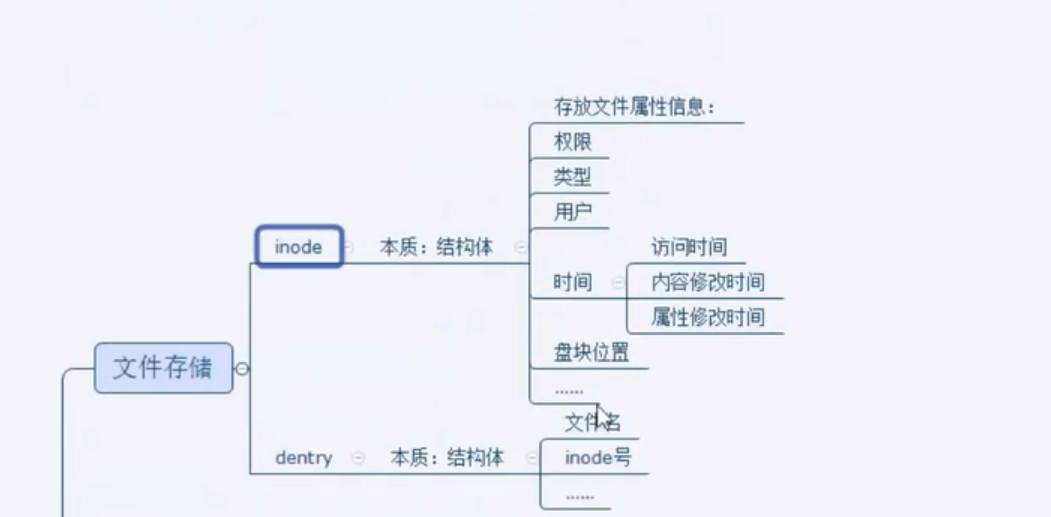 存放文件属性信息：
权限
类型
用户
inode
本质：结构体
访问时间
时间
内容修改时间
属性修改时间
盘块位置
文件存储
......
文件名
dentry
本质：结构体
inode号
......